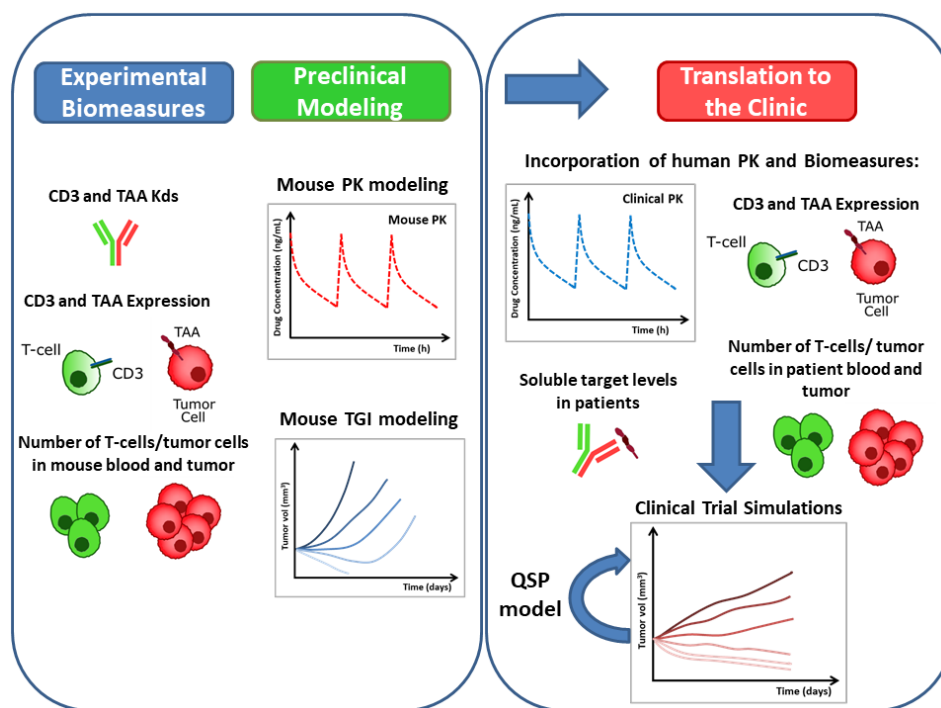 Experimental
Biomeasures
Preclinical
Modeling
CD3 and TAA Kds
CD3 and TAA Expression
T-cell
TAA
CD3
Tumor
Cell
Number of T-cells/tumor cells
in mouse blood and tumor
Mouse PK modeling
Mouse PK
Drug Concentration (ng/mL)
Time (h)
Mouse TGI modeling
Tumor vol (mm³)
Time (days)
Translation to
the Clinic
Incorporation of human PK and Biomeasures:
Clinical PK
Drug Concentration (ng/mL)
Time (h)
CD3 and TAA Expression
T-cell
TAA
CD3
Tumor
Cell
Soluble target levels
in patients
Number of T-cells/ tumor
cells in patient blood and
tumor
Clinical Trial Simulations
QSP
model
Tumor vol (mm³)
Time (days)